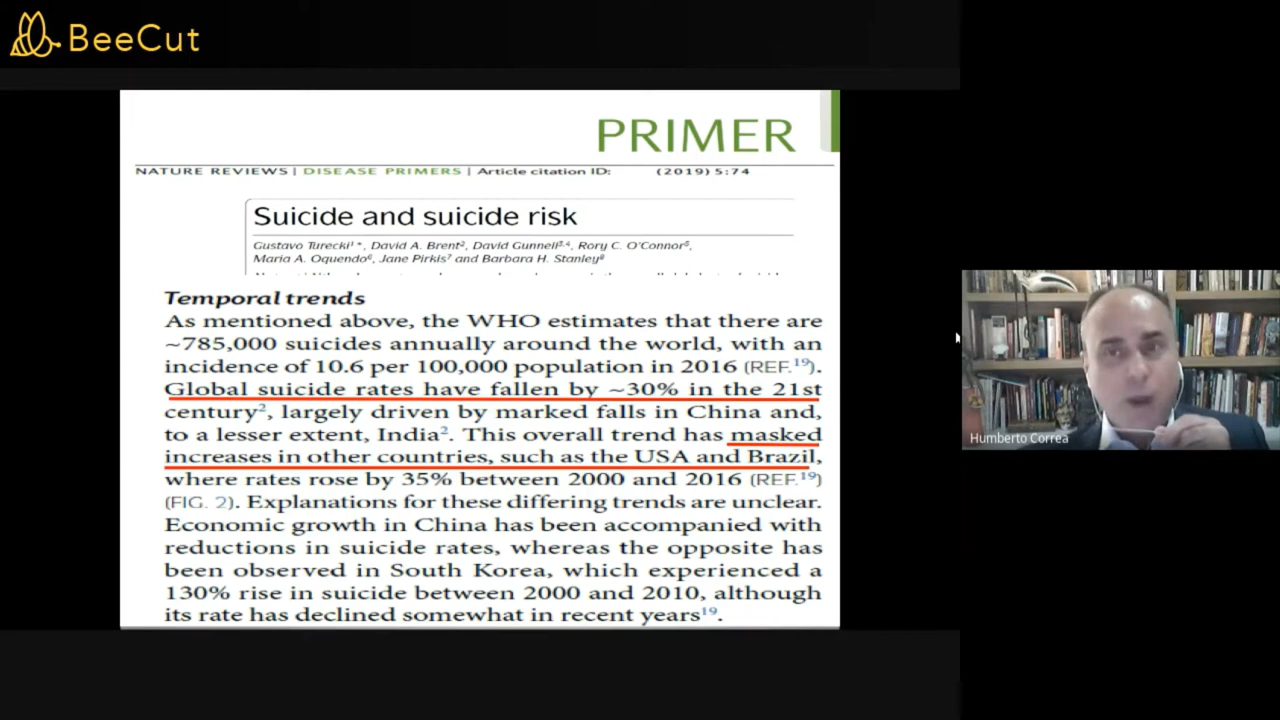 BeeCut
PRIMER
NATURE REVIEWS | DISEASE PRIMERS | Article citation ID: (2019) 5:74
Suicide and suicide risk
Gustavo Turecki¹*, David A. Brent², David Gunnell³,⁴, Rory C. O'Connor⁵,
Maria A. Oquendo⁶, Jane Pirkis⁷ and Barbara H. Stanley⁸
Temporal trends
As mentioned above, the WHO estimates that there are
~785,000 suicides annually around the world, with an
incidence of 10.6 per 100,000 population in 2016 (REF.¹⁹).
Global suicide rates have fallen by ~30% in the 21st
century², largely driven by marked falls in China and,
to a lesser extent, India². This overall trend has masked
increases in other countries, such as the USA and Brazil,
where rates rose by 35% between 2000 and 2016 (REF.¹⁹)
(FIG. 2). Explanations for these differing trends are unclear.
Economic growth in China has been accompanied with
reductions in suicide rates, whereas the opposite has
been observed in South Korea, which experienced a
130% rise in suicide between 2000 and 2010, although
its rate has declined somewhat in recent years¹⁹.
Humberto Correa